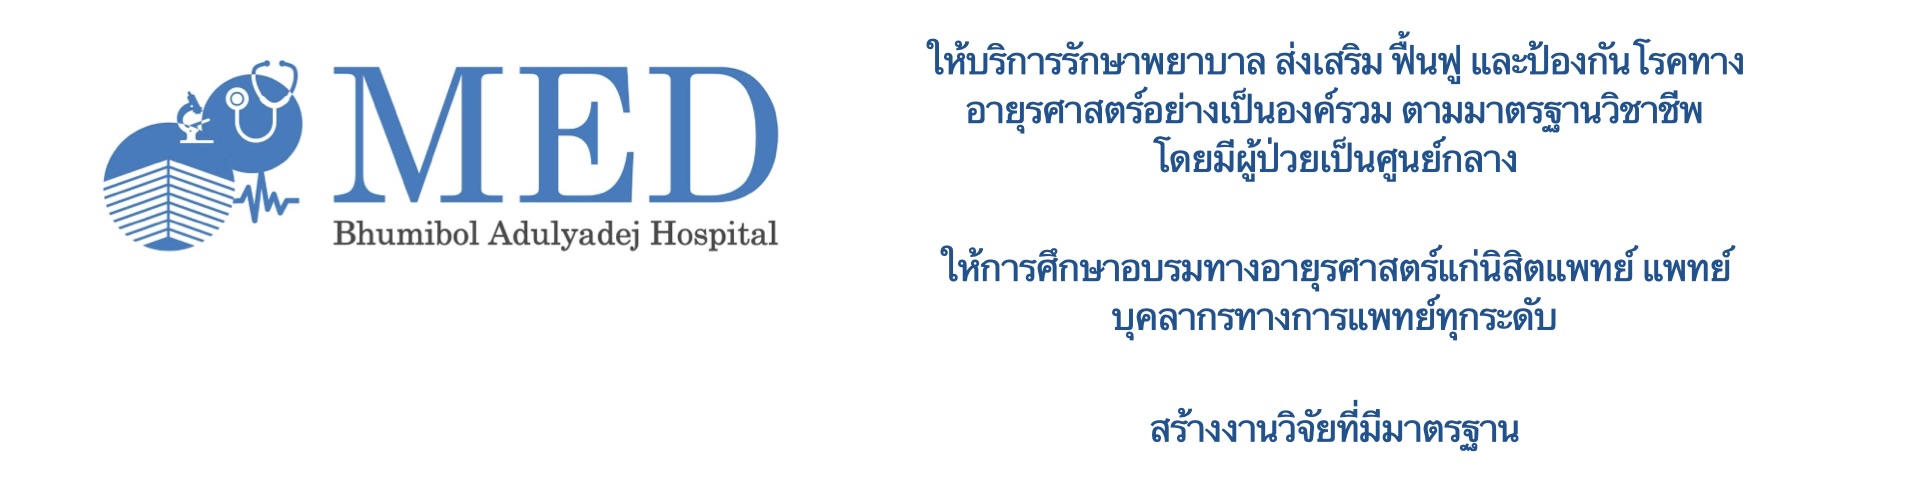 MED
Bhumibol Adulyadej Hospital
ให้บริการรักษาพยาบาล ส่งเสริม ฟื้นฟู และป้องกันโรคทาง
อายุรศาสตร์อย่างเป็นองค์รวม ตามมาตรฐานวิชาชีพ
โดยมีผู้ป่วยเป็นศูนย์กลาง
ให้การศึกษาอบรมทางอายุรศาสตร์แก่นิสิตแพทย์ แพทย์
บุคลากรทางการแพทย์ทุกระดับ
สร้างงานวิจัยที่มีมาตรฐาน